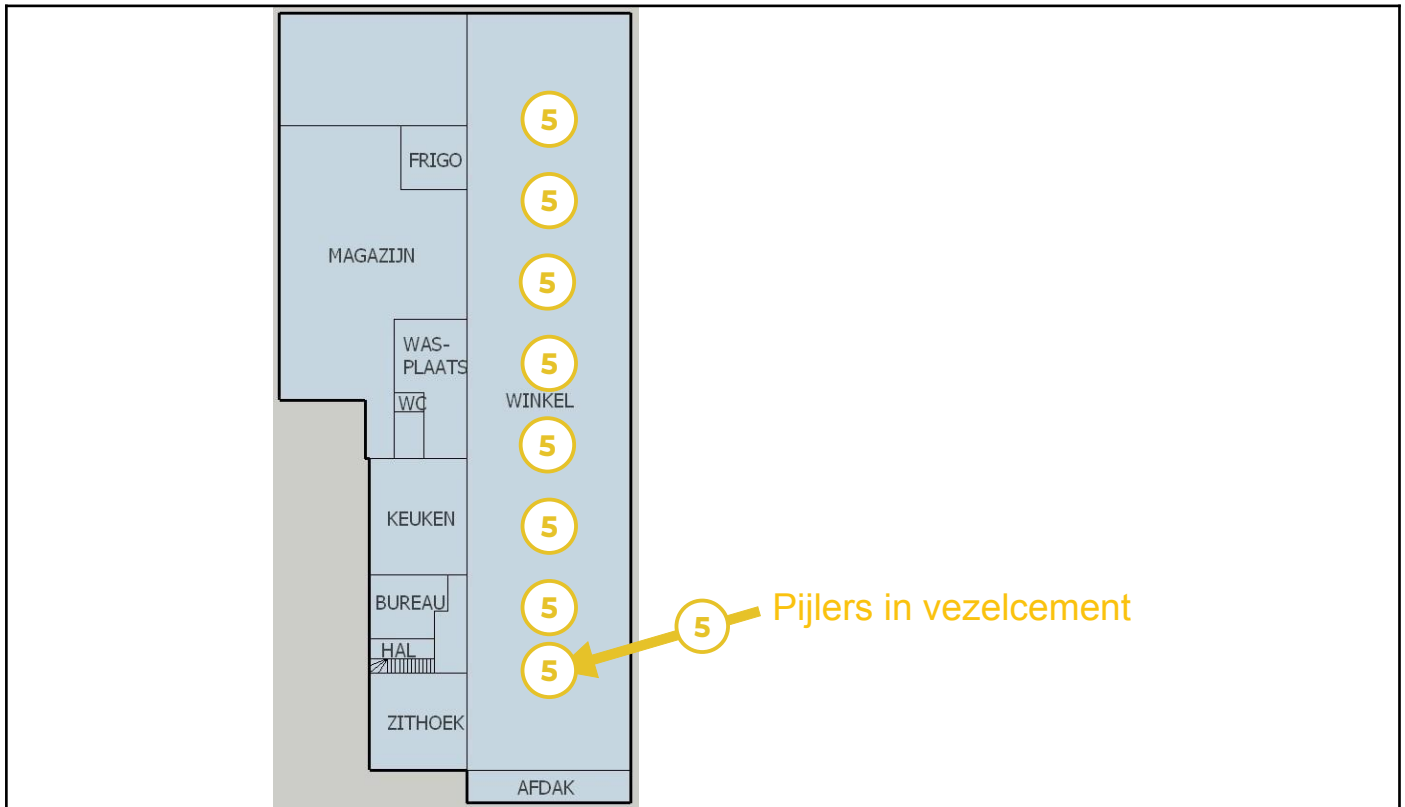 5
FRIGO
5
MAGAZIJN
5
WAS-
PLAATS
5
WC
WINKEL
5
KEUKEN
5
BUREAU
5
5
Pijlers in vezelcement
HAL
5
ZITHOEK
AFDAK